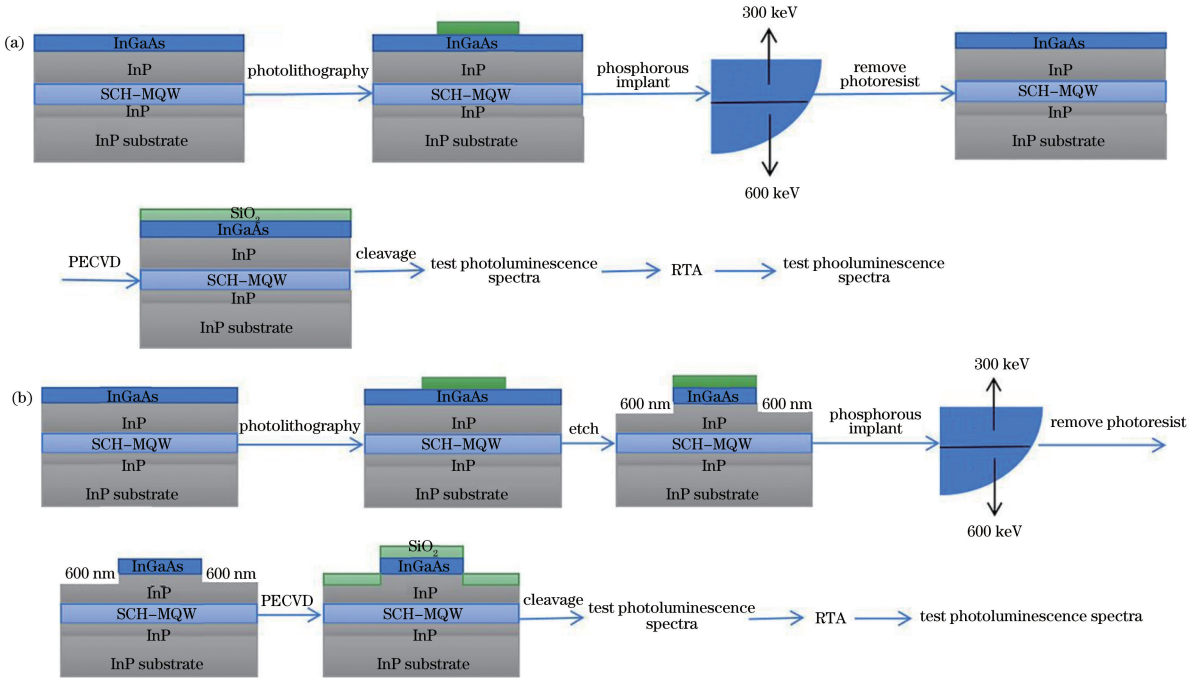 (a)
InGaAs
InP
SCH-MQW
InP
InP substrate
photolithography
InGaAs
InP
SCH-MQW
InP
InP substrate
phosphorous
implant
300 keV
600 keV
remove
photoresist
InGaAs
InP
SCH-MQW
InP
InP substrate
PECVD
SiO₂
InGaAs
InP
SCH-MQW
InP
InP substrate
cleavage
test photoluminescence
spectra
RTA
test phooluminescence
spectra
(b)
InGaAs
InP
SCH-MQW
InP
InP substrate
photolithography
InGaAs
InP
SCH-MQW
InP
InP substrate
etch
600 nm
InGaAs
600 nm
InP
SCH-MQW
InP
InP substrate
phosphorous
implant
300 keV
600 keV
remove photoresist
600 nm
InGaAs
600 nm
InP
SCH-MQW
InP
InP substrate
PECVD
SiO₂
InGaAs
InP
SCH-MQW
InP
InP substrate
cleavage
test photoluminescence
spectra
RTA
test photoluminescence spectra